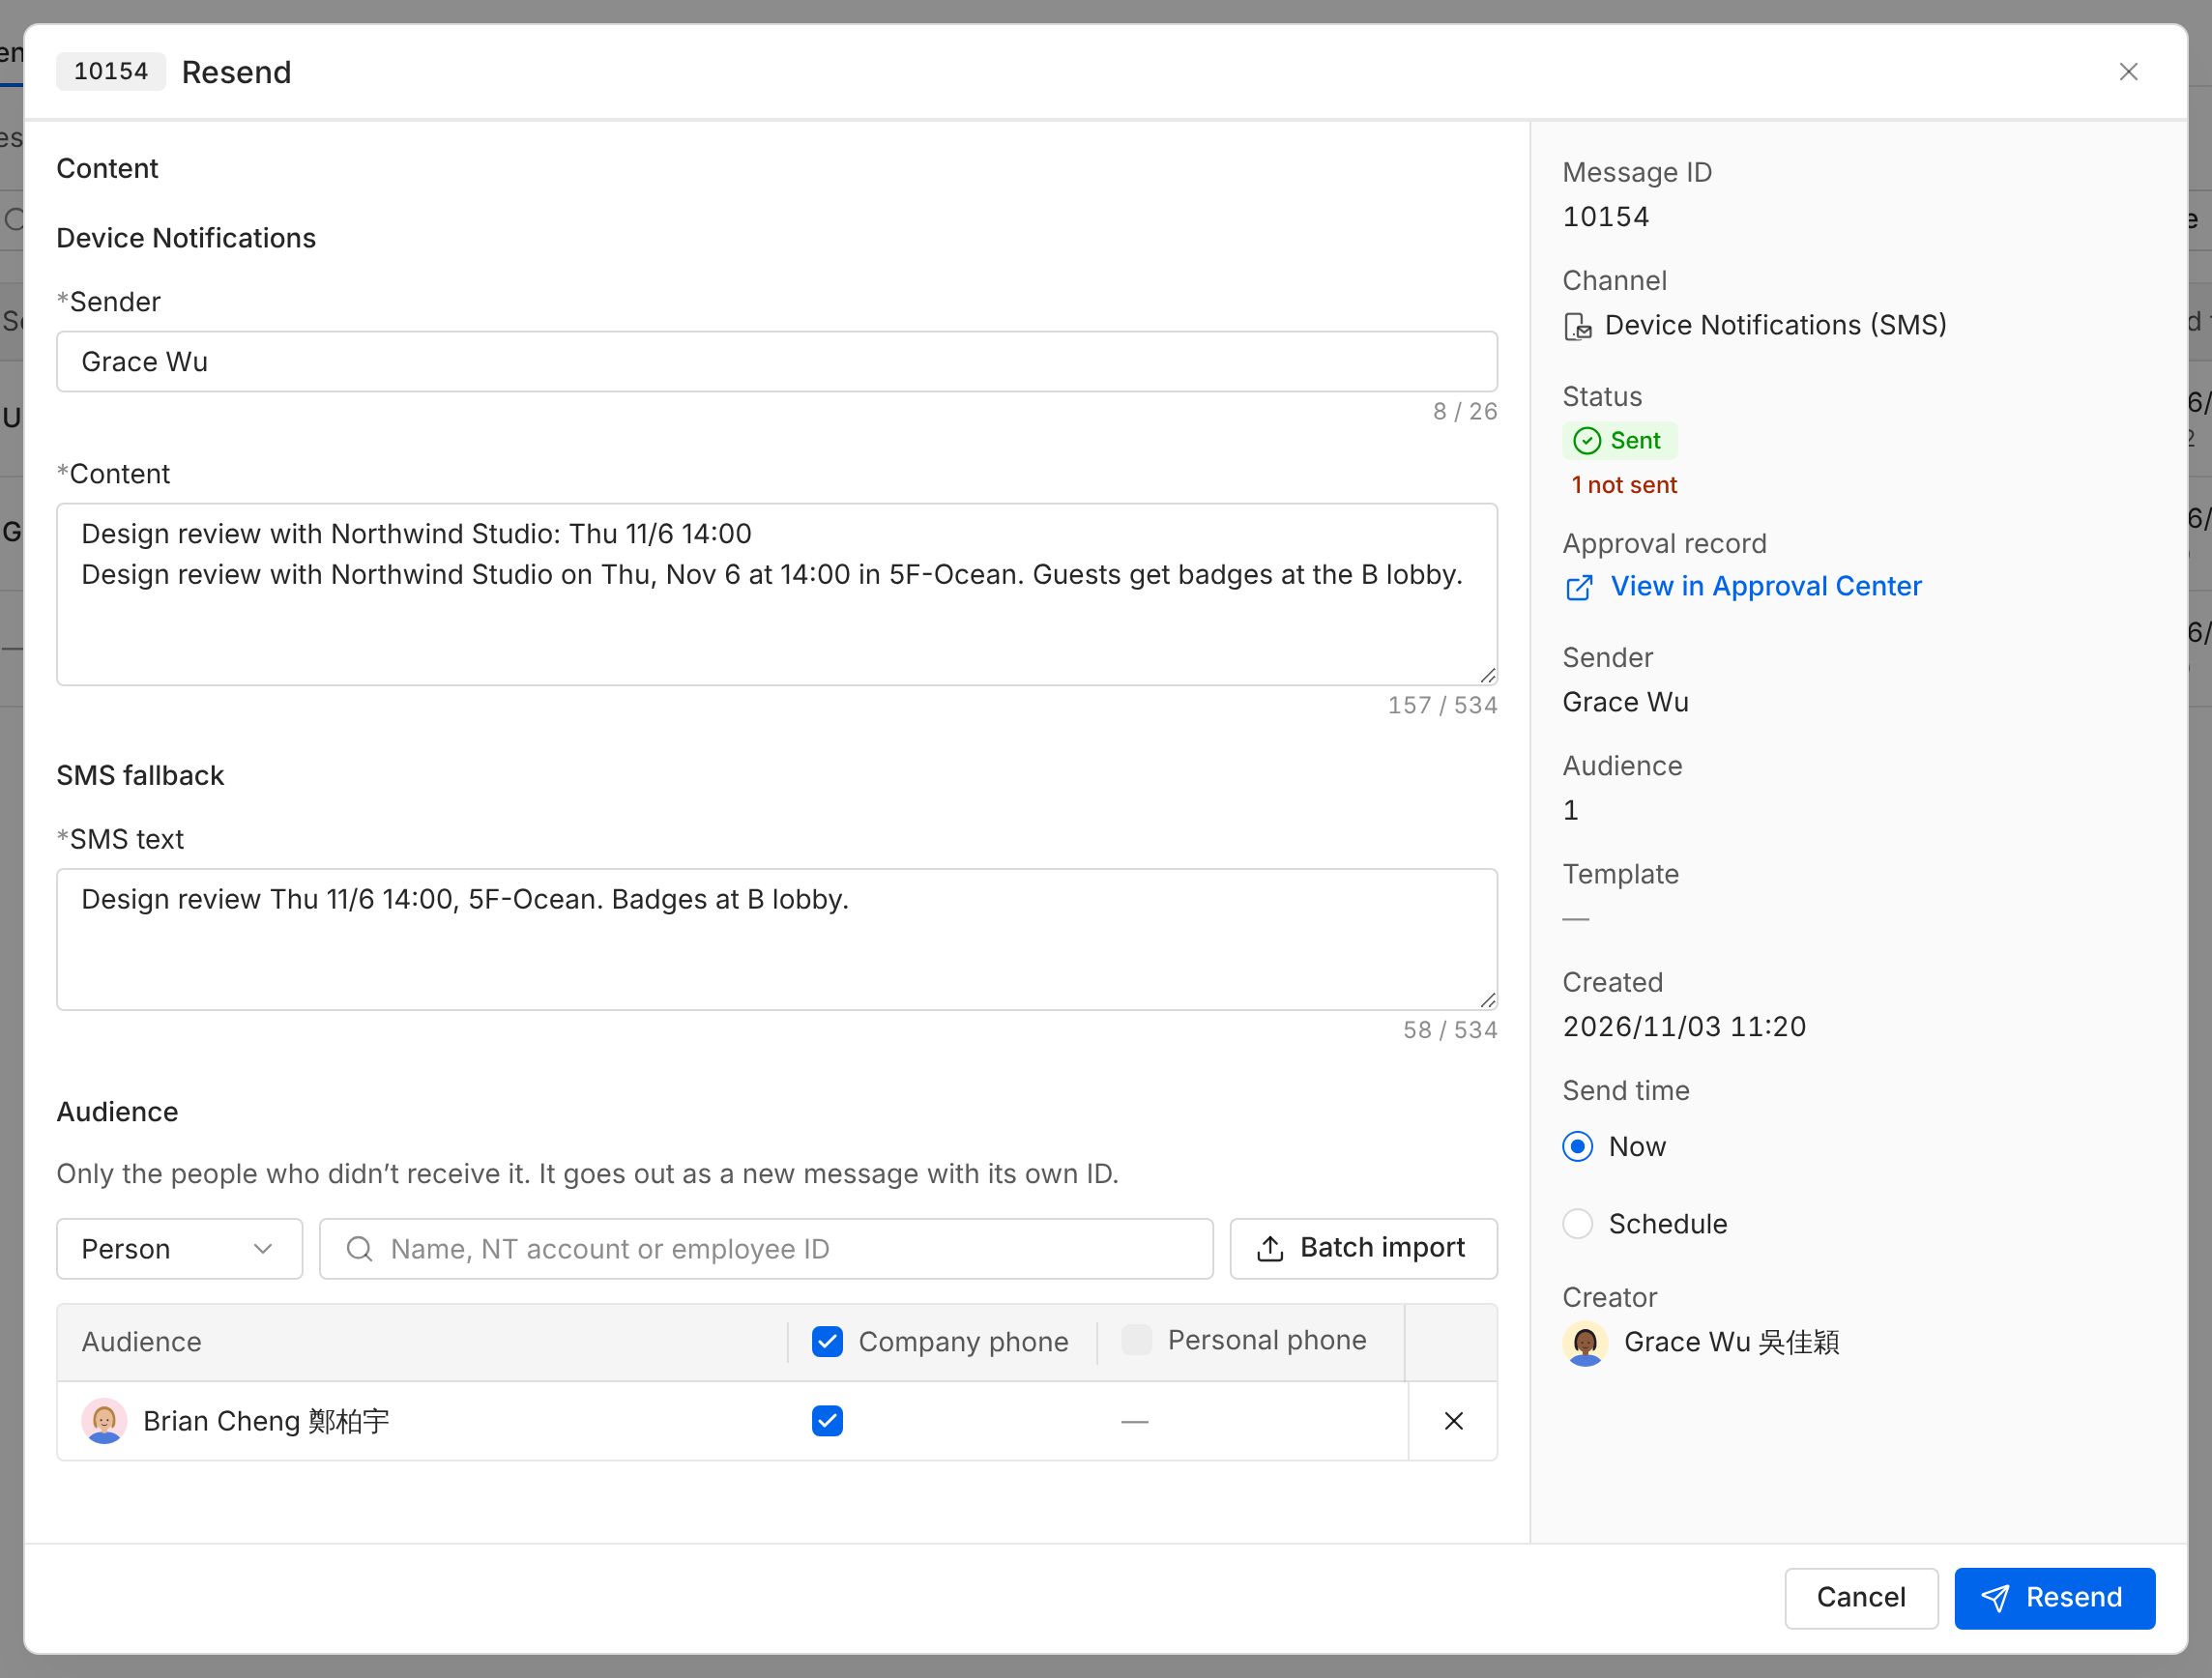 10154 Resend
Content
Device Notifications
*Sender
Grace Wu
8 / 26
*Content
Design review with Northwind Studio: Thu 11/6 14:00
Design review with Northwind Studio on Thu, Nov 6 at 14:00 in 5F-Ocean. Guests get badges at the B lobby.
157 / 534
SMS fallback
*SMS text
Design review Thu 11/6 14:00, 5F-Ocean. Badges at B lobby.
58 / 534
Audience
Only the people who didn’t receive it. It goes out as a new message with its own ID.
Person
Name, NT account or employee ID
Batch import
Audience Company phone Personal phone
Brian Cheng 鄭柏宇 —
Message ID
10154
Channel
Device Notifications (SMS)
Status
Sent
1 not sent
Approval record
View in Approval Center
Sender
Grace Wu
Audience
1
Template
—
Created
2026/11/03 11:20
Send time
Now
Schedule
Creator
Grace Wu 吳佳穎
Cancel
Resend